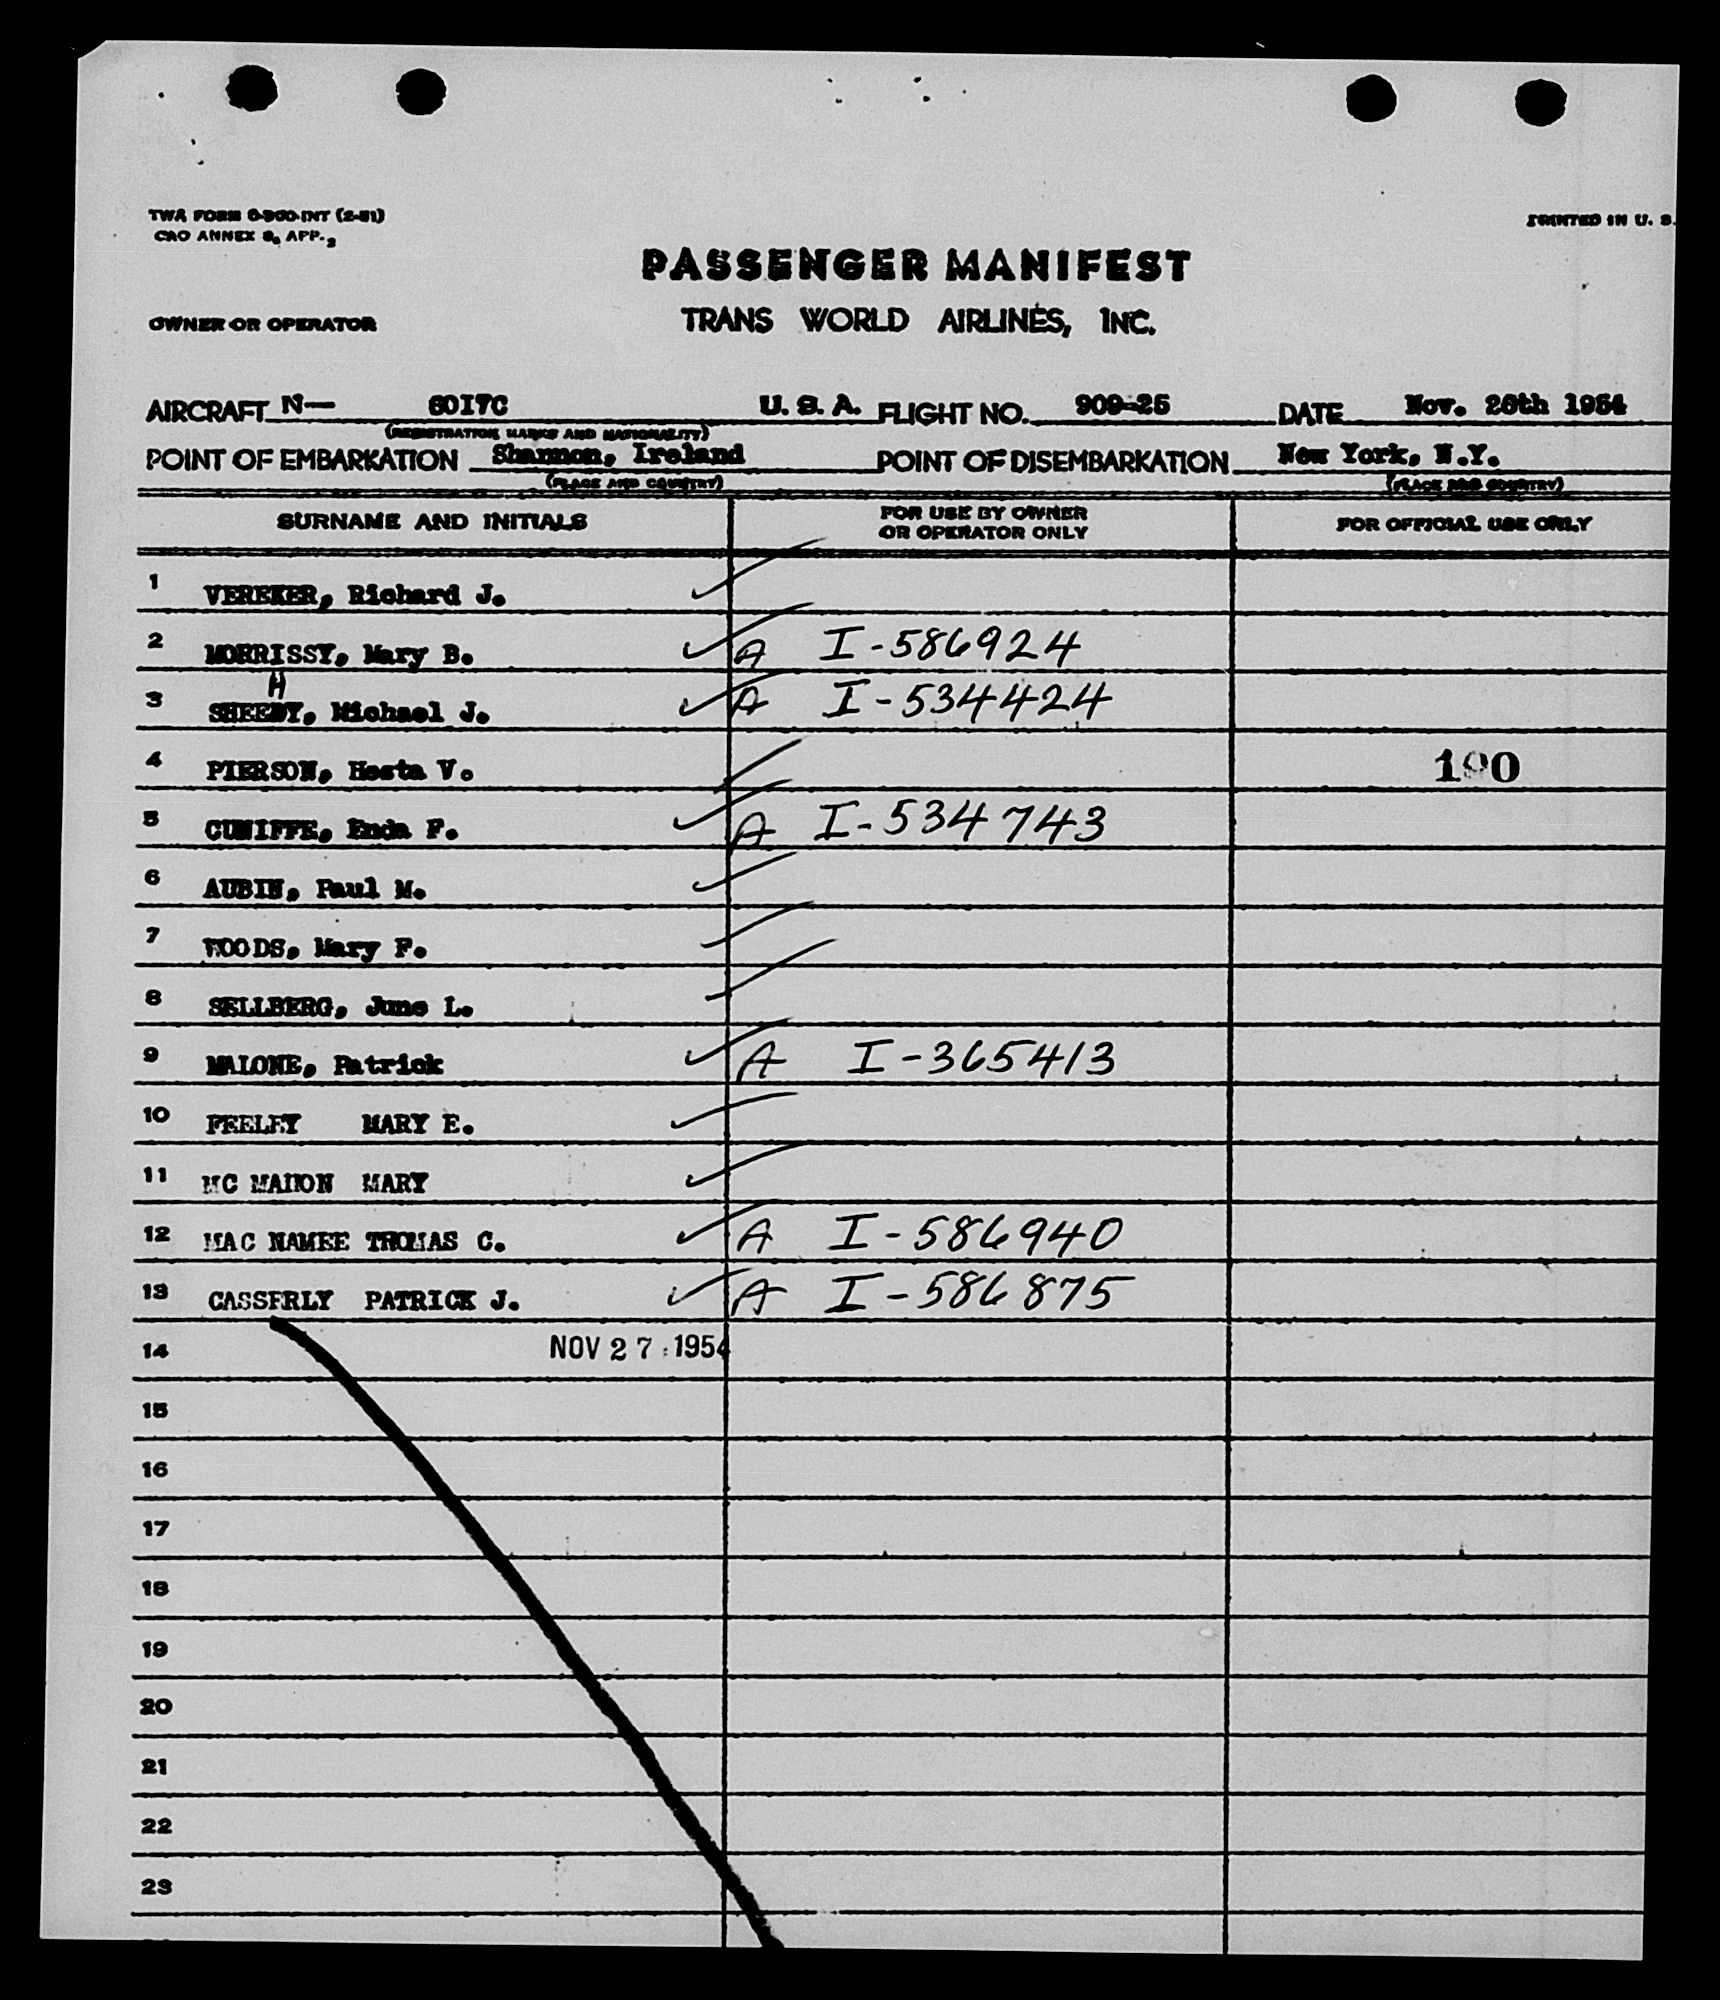 TWA FORM O-900-INT (2-51)
CAO ANNEX 9, APP. 2
PRINTED IN U. S.
PASSENGER MANIFEST
OWNER OR OPERATOR TRANS WORLD AIRLINES, INC.
AIRCRAFT N— 6017C U. S. A. FLIGHT NO. 909-25 DATE Nov. 26th 1954
(REGISTRATION MARKS AND NATIONALITY)
POINT OF EMBARKATION Shannon, Ireland POINT OF DISEMBARKATION New York, N.Y.
(PLACE AND COUNTRY) (PLACE AND COUNTRY)
SURNAME AND INITIALS FOR USE BY OWNER OR OPERATOR ONLY FOR OFFICIAL USE ONLY
1 VEREKER, Richard J.
2 MORRISSY, Mary B. A I-586924
H
3 SHEEDY, Michael J. A I-534424
4 PIERSON, Hesta V. 190
5 CUNIFFE, Enda F. A I-534743
6 AUBIN, Paul M.
7 WOODS, Mary F.
8 SELLBERG, June L.
9 MALONE, Patrick A I-365413
10 FEELEY MARY E.
11 MC MAHON MARY
12 MAC NAMEE THOMAS C. A I-586940
13 CASSERLY PATRICK J. A I-586875
14 NOV 27 1954
15
16
17
18
19
20
21
22
23